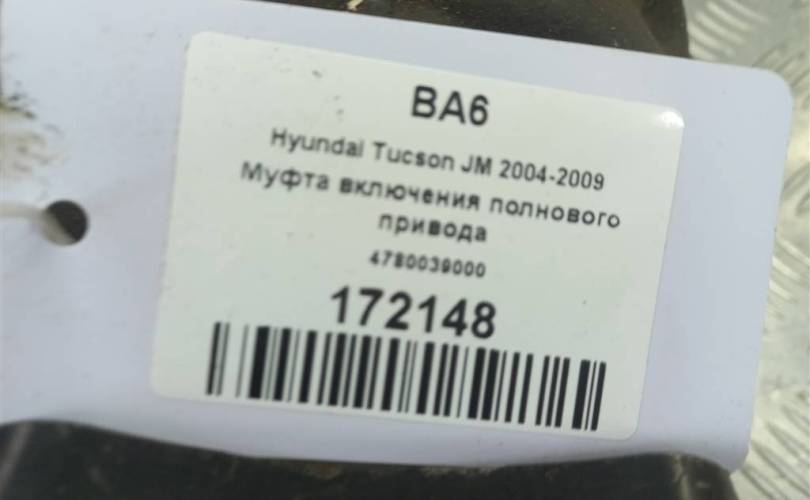 BA6
Hyundai Tucson JM 2004-2009
Муфта включения полнового
привода
4780039000
172148